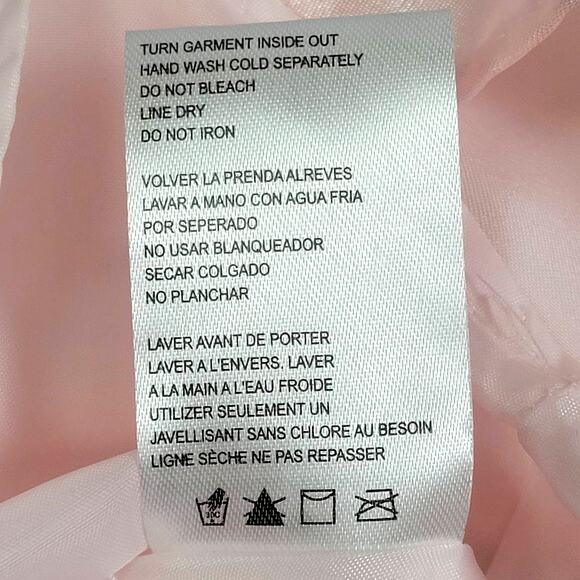 TURN GARMENT INSIDE OUT
HAND WASH COLD SEPARATELY
DO NOT BLEACH
LINE DRY
DO NOT IRON
VOLVER LA PRENDA ALREVES
LAVAR A MANO CON AGUA FRIA
POR SEPERADO
NO USAR BLANQUEADOR
SECAR COLGADO
NO PLANCHAR
LAVER AVANT DE PORTER
LAVER A L'ENVERS. LAVER
A LA MAIN A L'EAU FROIDE
UTILIZER SEULEMENT UN
JAVELLISANT SANS CHLORE AU BESOIN
LIGNE SÈCHE NE PAS REPASSER
30C